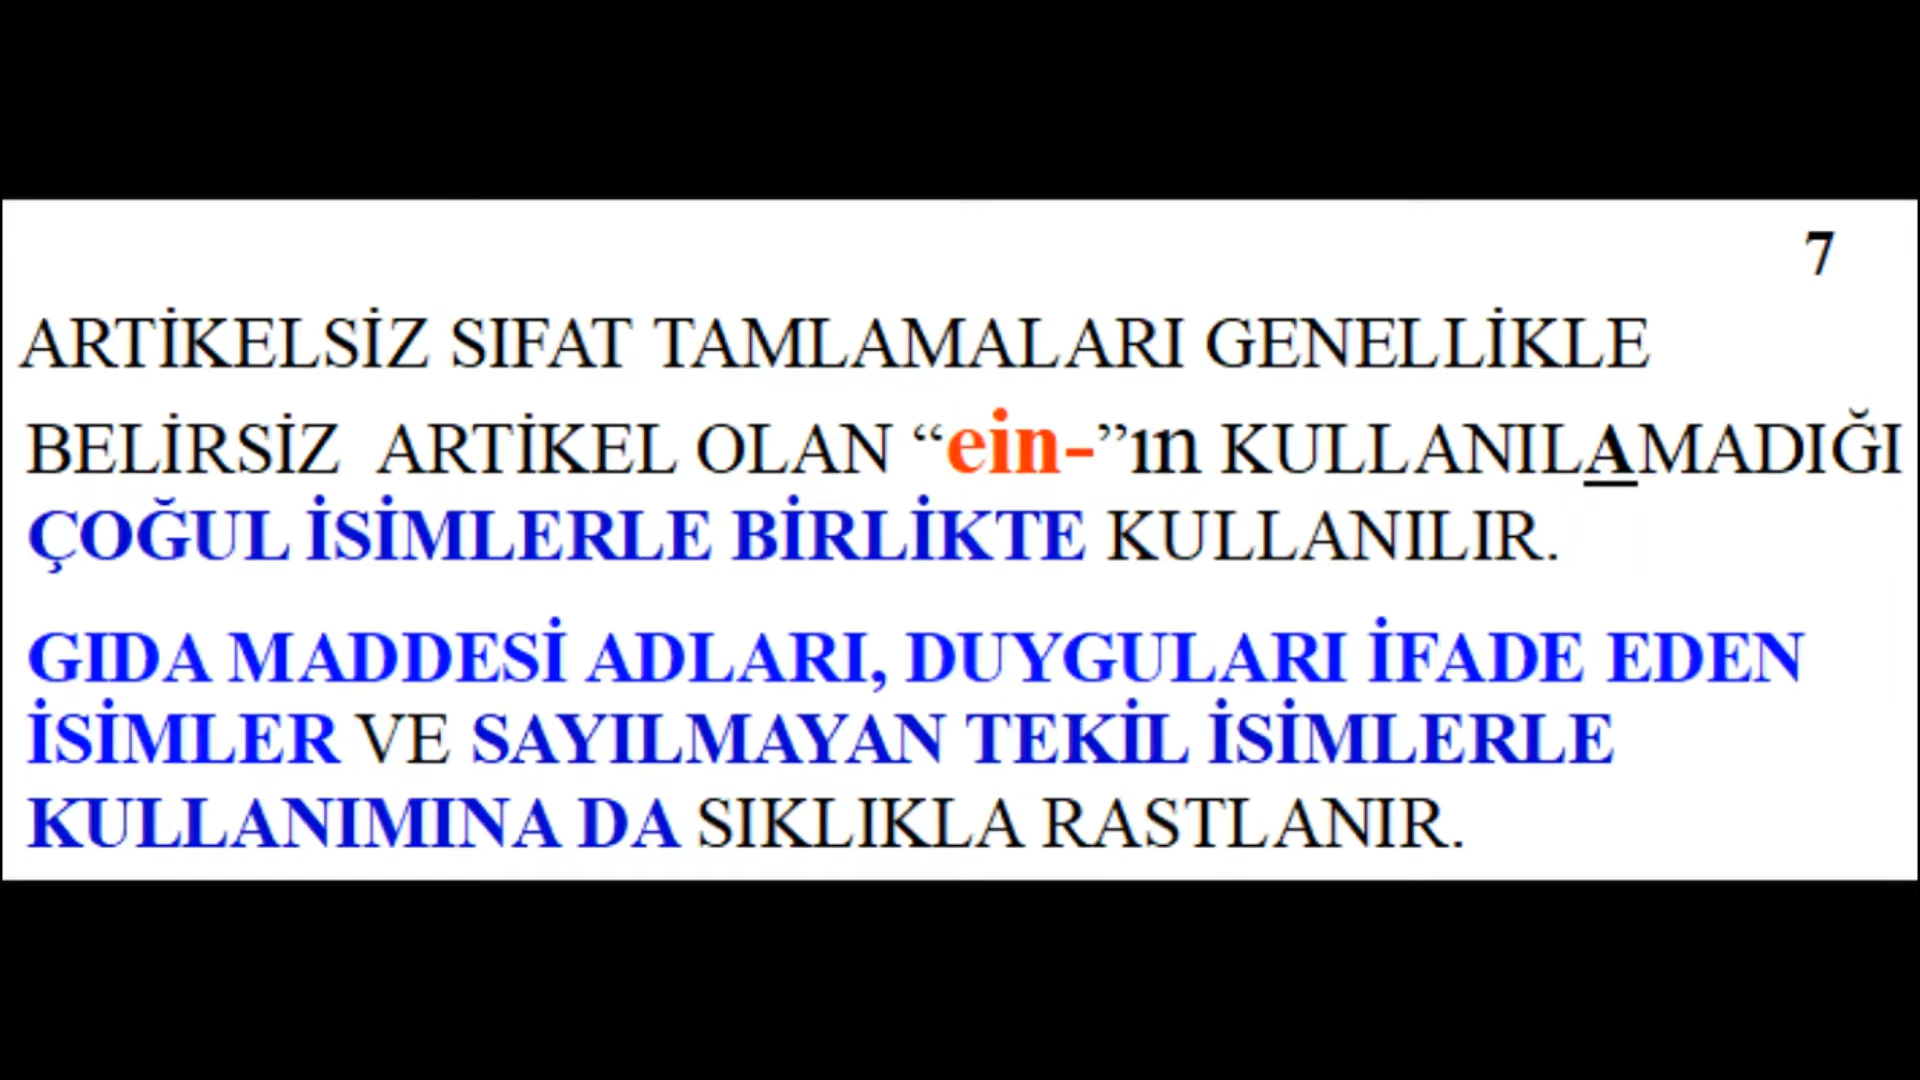 7
ARTİKELSİZ SIFAT TAMLAMALARI GENELLİKLE
BELİRSİZ ARTİKEL OLAN “ein-”ın KULLANILAMADIĞI
ÇOĞUL İSİMLERLE BİRLİKTE KULLANILIR.
GIDA MADDESİ ADLARI, DUYGULARI İFADE EDEN
İSİMLER VE SAYILMAYAN TEKİL İSİMLERLE
KULLANIMINA DA SIKLIKLA RASTLANIR.